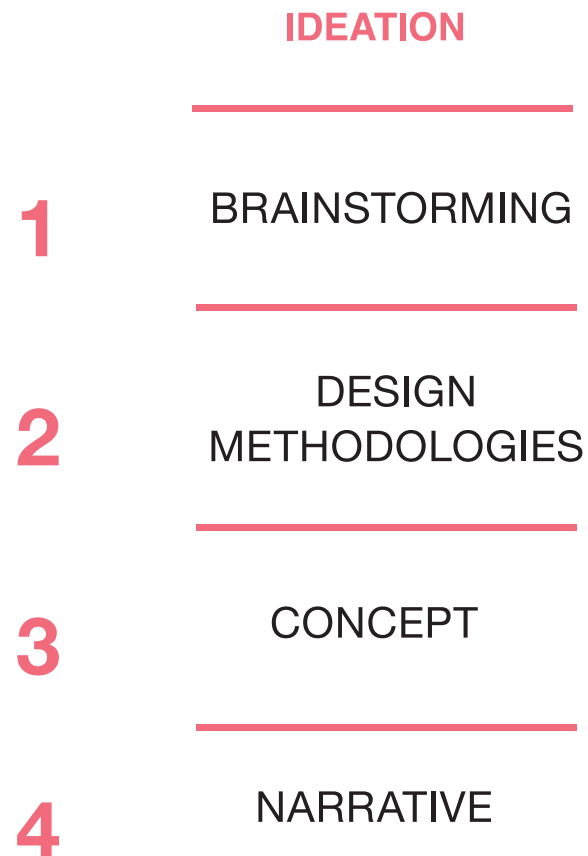 IDEATION
1
BRAINSTORMING
2
DESIGN
METHODOLOGIES
3
CONCEPT
4
NARRATIVE